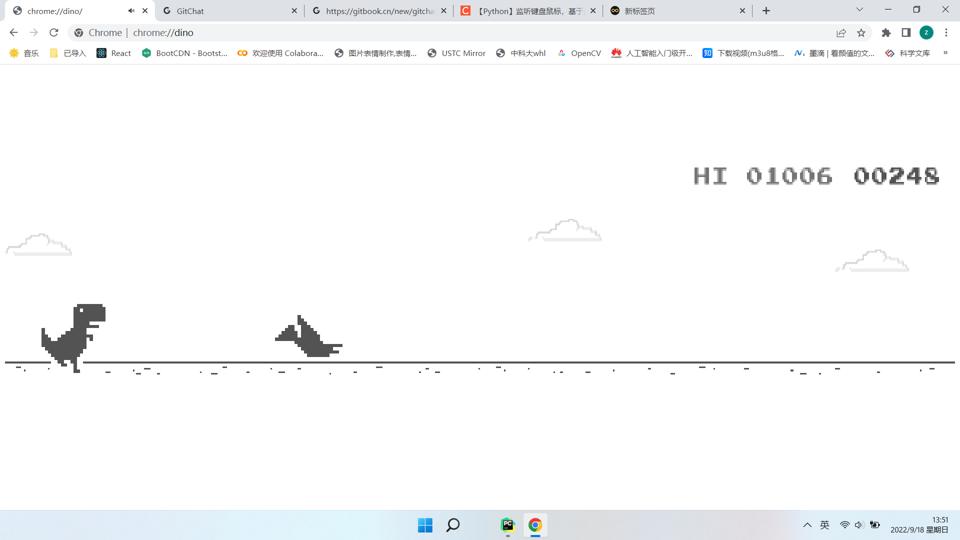 chrome://dino/
GitChat
https://gitbook.cn/new/gitcha
【Python】监听键盘鼠标，基于
新标签页
Chrome | chrome://dino
音乐
已导入
React
BootCDN - Bootst...
欢迎使用 Colabora...
图片表情制作,表情...
USTC Mirror
中科大whl
OpenCV
人工智能入门极开...
下载视频(m3u8格...
墨滴 | 看颜值的文...
科学文库
»
HI 01006 00248
英
13:51
2022/9/18 星期日